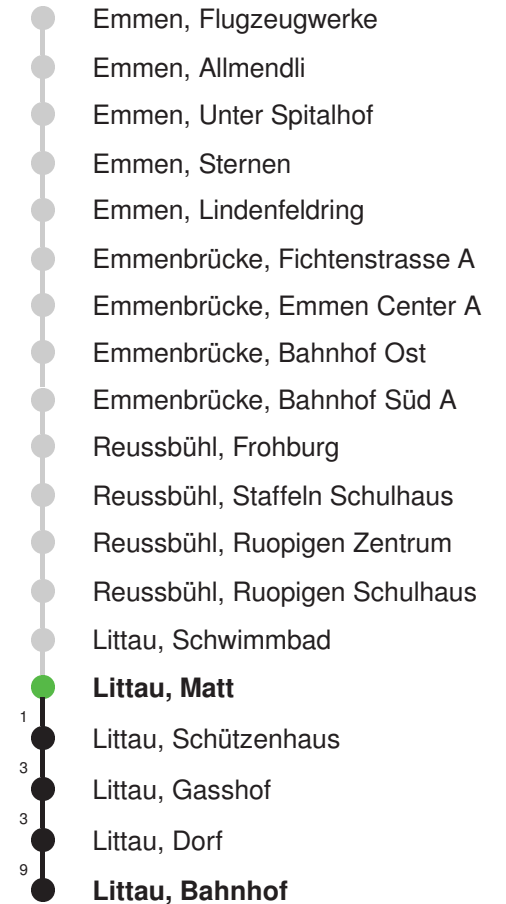 Emmen, Flugzeugwerke
Emmen, Allmendli
Emmen, Unter Spitalhof
Emmen, Sternen
Emmen, Lindenfeldring
Emmenbrücke, Fichtenstrasse A
Emmenbrücke, Emmen Center A
Emmenbrücke, Bahnhof Ost
Emmenbrücke, Bahnhof Süd A
Reussbühl, Frohburg
Reussbühl, Staffeln Schulhaus
Reussbühl, Ruopigen Zentrum
Reussbühl, Ruopigen Schulhaus
Littau, Schwimmbad
Littau, Matt
1 Littau, Schützenhaus
3 Littau, Gasshof
3 Littau, Dorf
9 Littau, Bahnhof